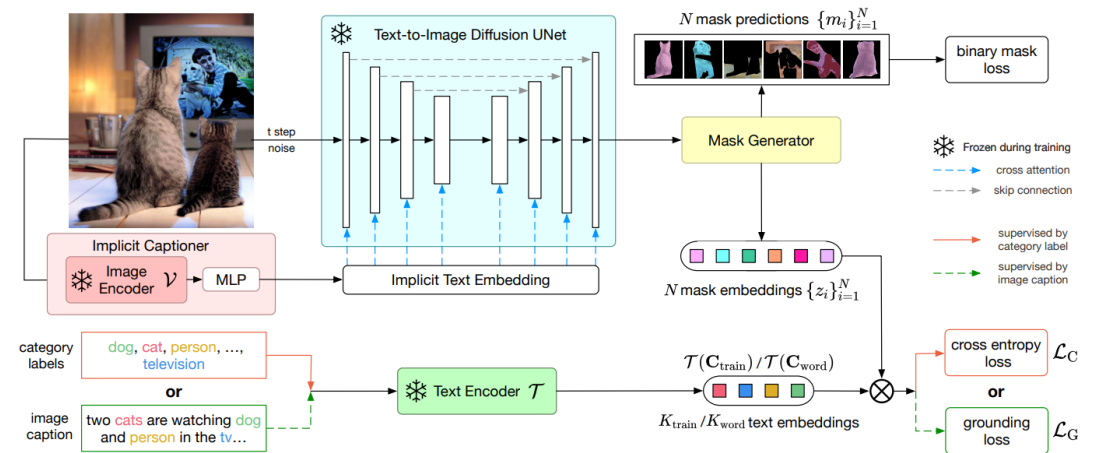 Text-to-Image Diffusion UNet
N mask predictions {m_i}_{i=1}^N
binary mask
loss
t step
noise
Mask Generator
Frozen during training
cross attention
skip connection
Implicit Captioner
Image
Encoder 𝒱
MLP
Implicit Text Embedding
supervised by
category label
supervised by
image caption
N mask embeddings {z_i}_{i=1}^N
category
labels
dog, cat, person, …,
television
or
image
caption
two cats are watching dog
and person in the tv…
Text Encoder 𝒯
𝒯(C_train)/𝒯(C_word)
K_train/K_word text embeddings
cross entropy
loss
ℒ_C
or
grounding
loss
ℒ_G